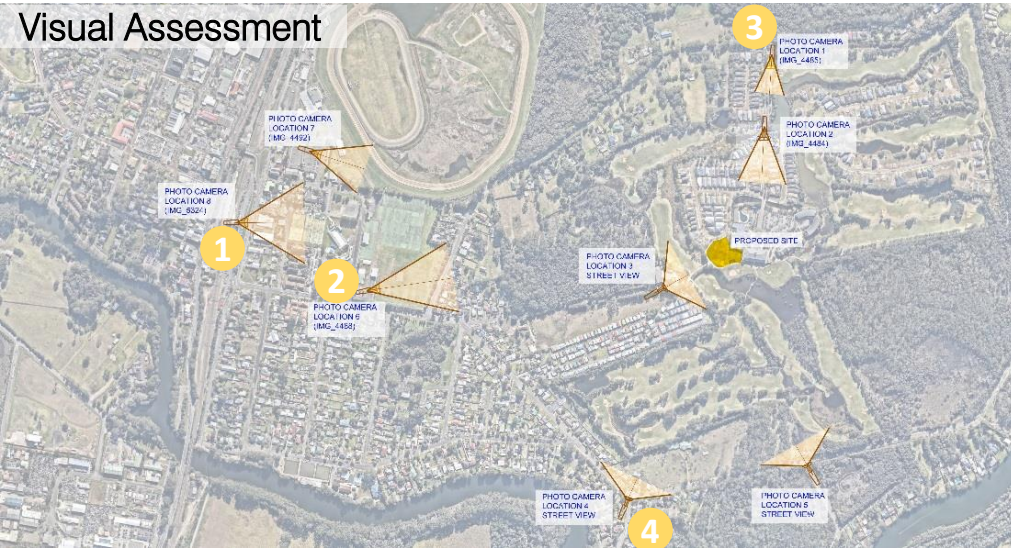 Visual Assessment
3
PHOTO CAMERA
LOCATION 1
(IMG_4465)
PHOTO CAMERA
LOCATION 7
(IMG_4492)
PHOTO CAMERA
LOCATION 2
(IMG_4484)
PHOTO CAMERA
LOCATION 8
(IMG_6324)
1
PROPOSED SITE
PHOTO CAMERA
LOCATION 3
STREET VIEW
2
PHOTO CAMERA
LOCATION 6
(IMG_4488)
PHOTO CAMERA
LOCATION 4
STREET VIEW
4
PHOTO CAMERA
LOCATION 5
STREET VIEW